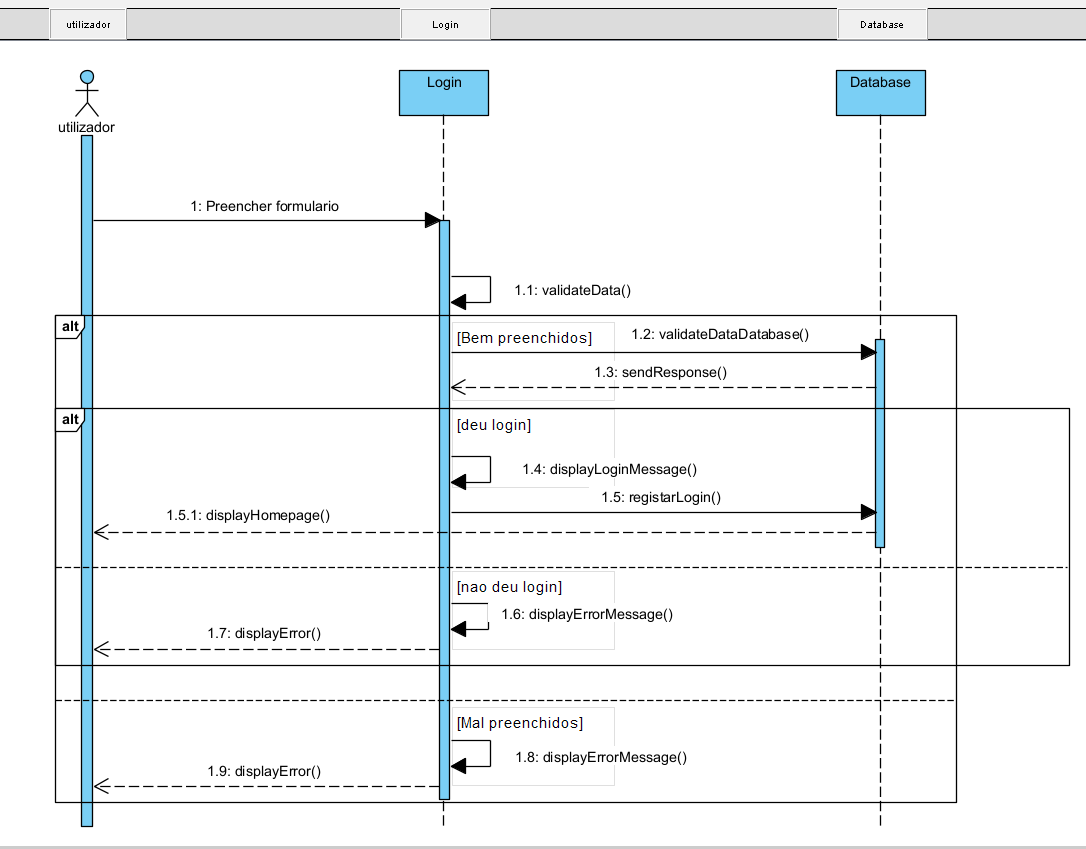 utilizador
Login
Database
Login
Database
utilizador
1: Preencher formulario
1.1: validateData()
alt
[Bem preenchidos]
1.2: validateDataDatabase()
1.3: sendResponse()
alt
[deu login]
1.4: displayLoginMessage()
1.5: registarLogin()
1.5.1: displayHomepage()
[nao deu login]
1.6: displayErrorMessage()
1.7: displayError()
[Mal preenchidos]
1.8: displayErrorMessage()
1.9: displayError()